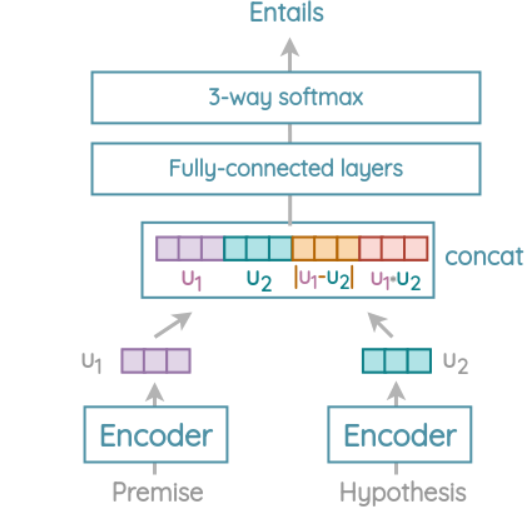 Entails
3-way softmax
Fully-connected layers
concat
u₁ u₂ |u₁-u₂| u₁*u₂
u₁ u₂
Encoder Encoder
Premise Hypothesis